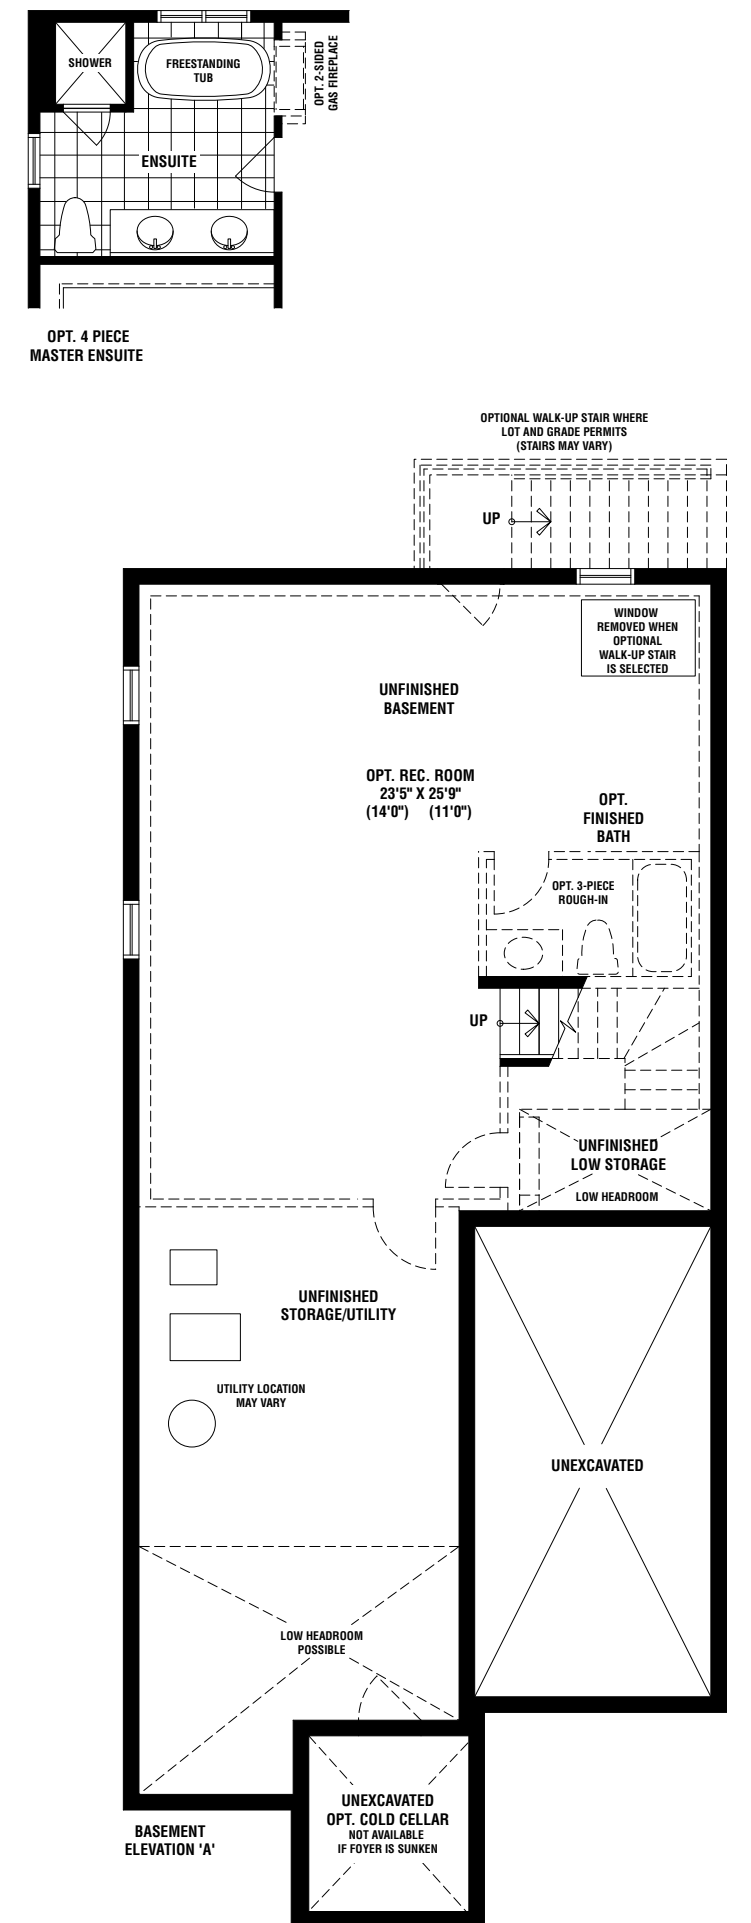 SHOWER
FREESTANDING
TUB
OPT. 2-SIDED
GAS FIREPLACE
ENSUITE
OPT. 4 PIECE
MASTER ENSUITE
OPTIONAL WALK-UP STAIR WHERE
LOT AND GRADE PERMITS
(STAIRS MAY VARY)
UP
WINDOW
REMOVED WHEN
OPTIONAL
WALK-UP STAIR
IS SELECTED
UNFINISHED
BASEMENT
OPT. REC. ROOM
23'5" X 25'9"
(14'0") (11'0")
OPT.
FINISHED
BATH
OPT. 3-PIECE
ROUGH-IN
UP
UNFINISHED
LOW STORAGE
LOW HEADROOM
UNFINISHED
STORAGE/UTILITY
UTILITY LOCATION
MAY VARY
UNEXCAVATED
LOW HEADROOM
POSSIBLE
UNEXCAVATED
OPT. COLD CELLAR
NOT AVAILABLE
IF FOYER IS SUNKEN
BASEMENT
ELEVATION 'A'